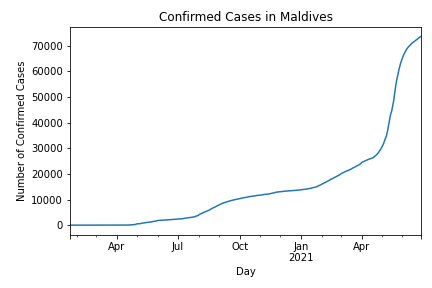 Confirmed Cases in Maldives
Number of Confirmed Cases
70000
60000
50000
40000
30000
20000
10000
0
Apr Jul Oct Jan Apr
2021
Day